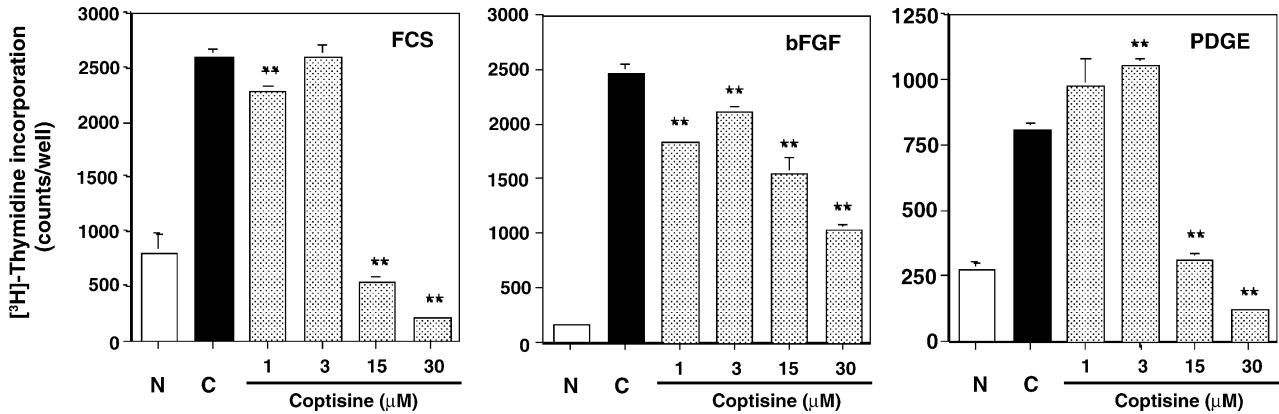 [³H]-Thymidine incorporation
(counts/well)
3000
2500
2000
1500
1000
500
0
FCS
**
**
**
N C 1 3 15 30
Coptisine (μM)
3000
2500
2000
1500
1000
500
0
bFGF
**
**
**
**
N C 1 3 15 30
Coptisine (μM)
1250
1000
750
500
250
0
PDGE
**
**
**
N C 1 3 15 30
Coptisine (μM)